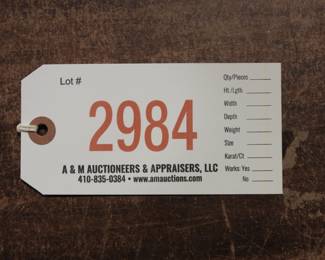 Lot #
2984
A & M AUCTIONEERS & APPRAISERS, LLC
410-835-0384 • www.amauctions.com
Qty/Pieces
Ht./Lgth.
Width
Depth
Weight
Size
Karat/Ct
Works: Yes
No